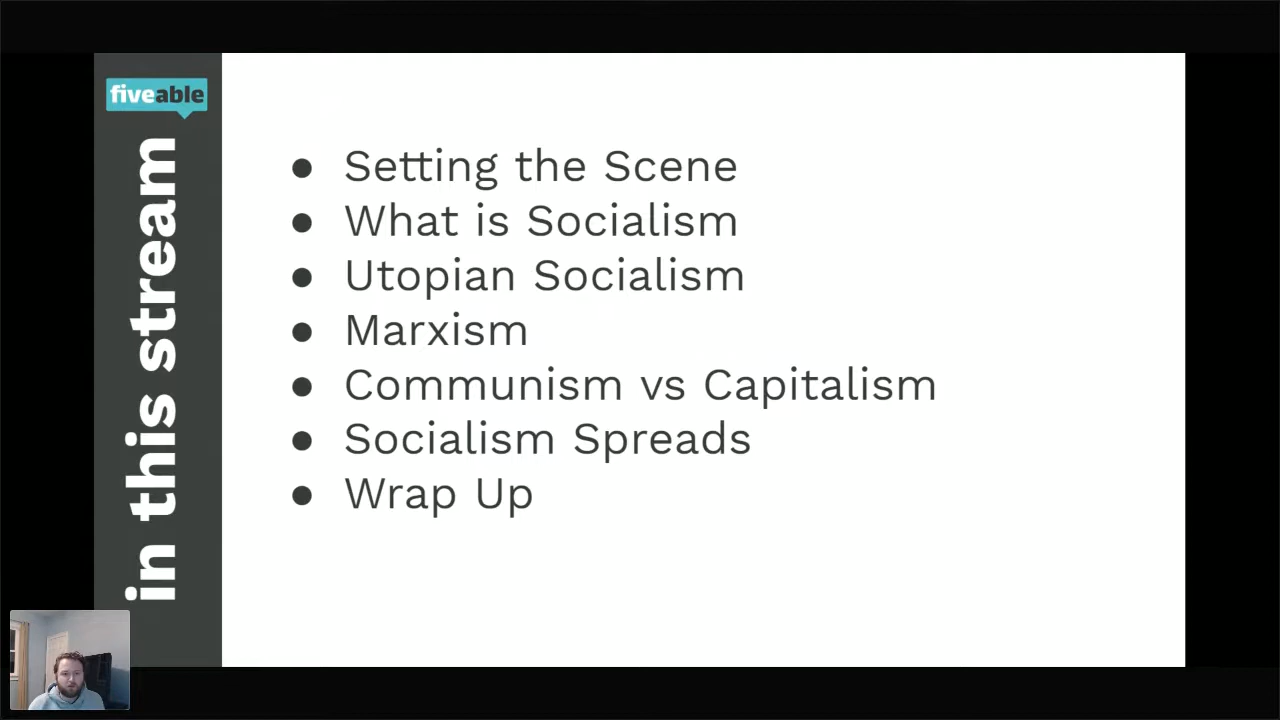 fiveable
in this stream
● Setting the Scene
● What is Socialism
● Utopian Socialism
● Marxism
● Communism vs Capitalism
● Socialism Spreads
● Wrap Up